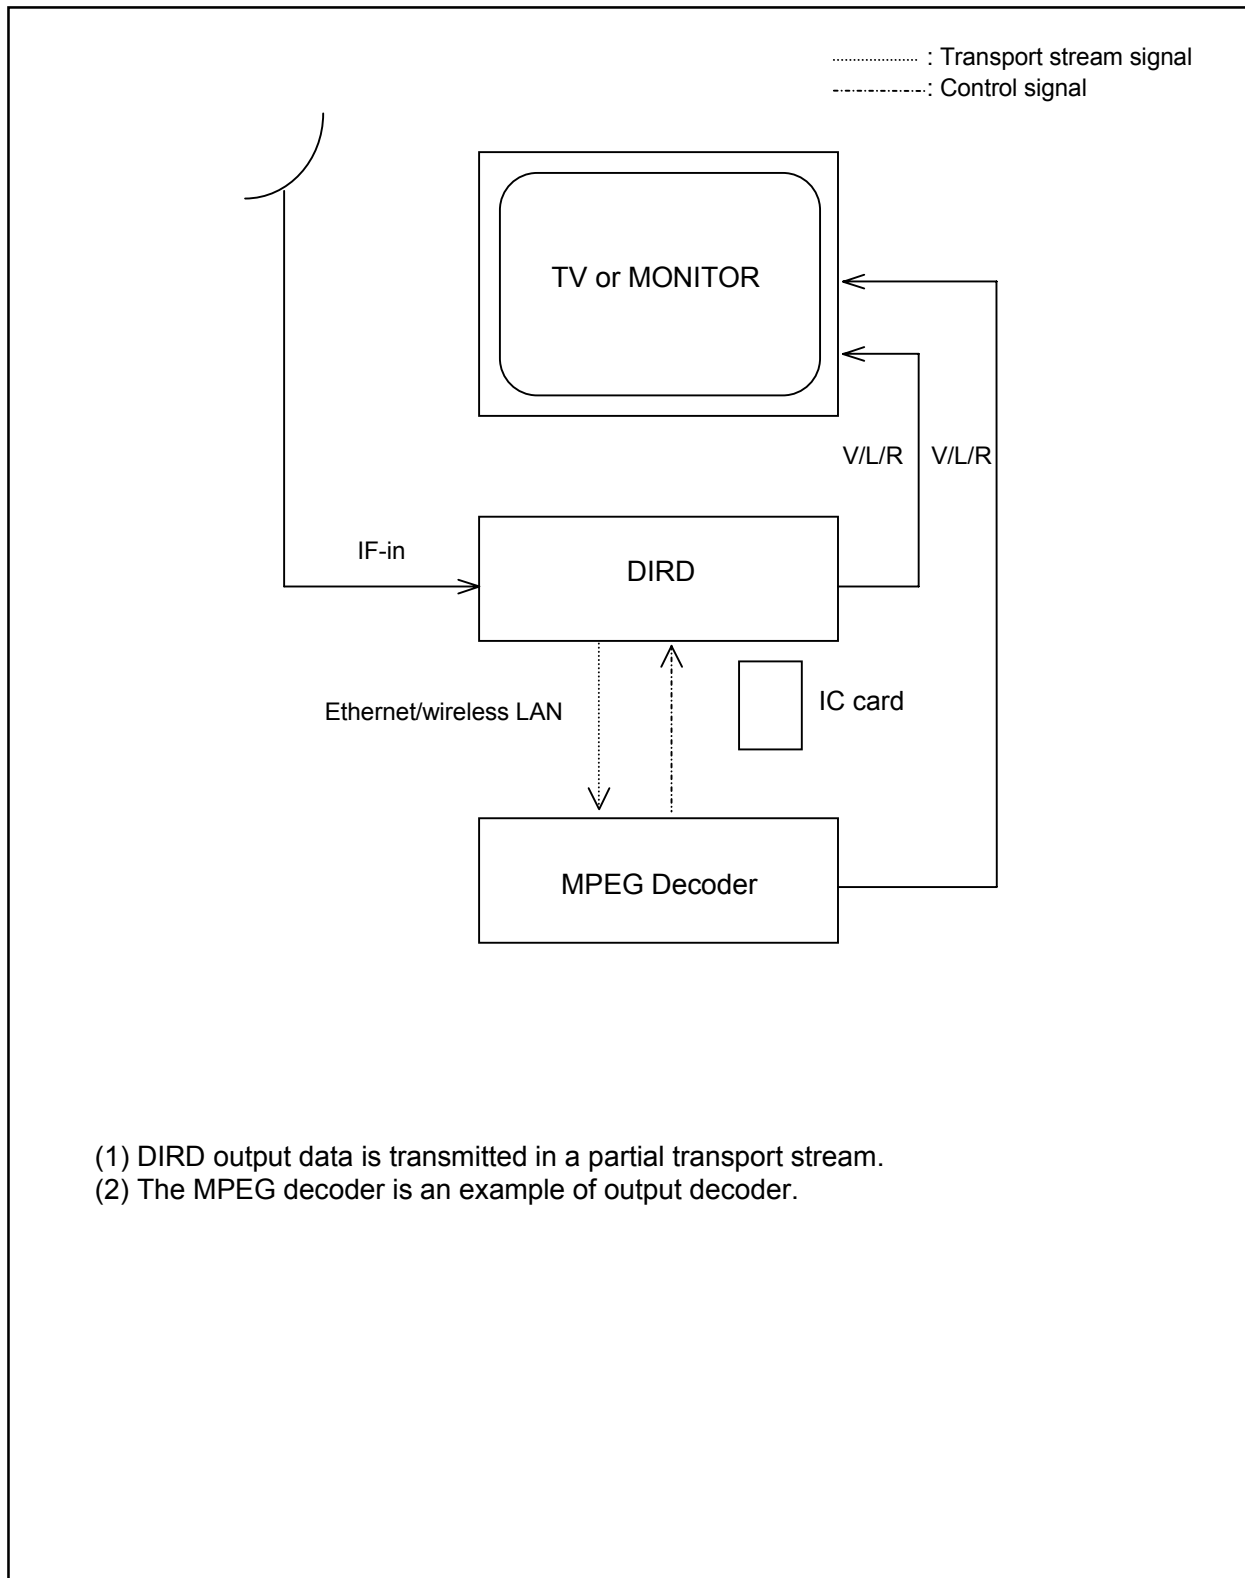 : Transport stream signal
: Control signal
TV or MONITOR
V/L/R
V/L/R
IF-in
DIRD
IC card
Ethernet/wireless LAN
MPEG Decoder
(1) DIRD output data is transmitted in a partial transport stream.
(2) The MPEG decoder is an example of output decoder.